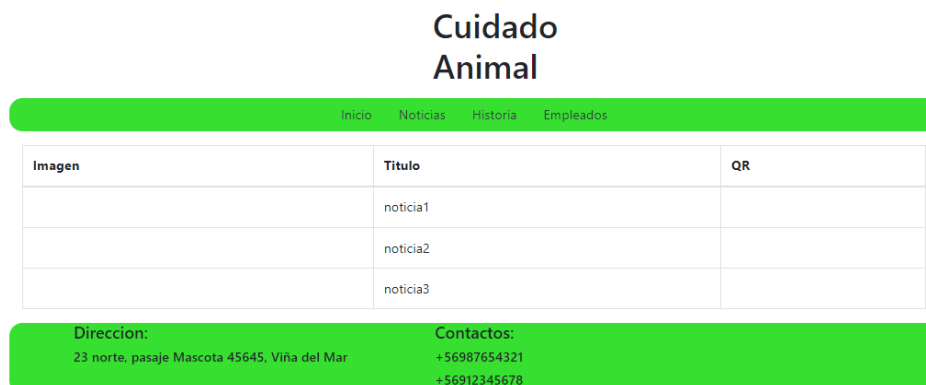 Cuidado
Animal
Inicio Noticias Historia Empleados
Imagen Titulo QR
noticia1
noticia2
noticia3
Direccion: Contactos:
23 norte, pasaje Mascota 45645, Viña del Mar +56987654321
+56912345678